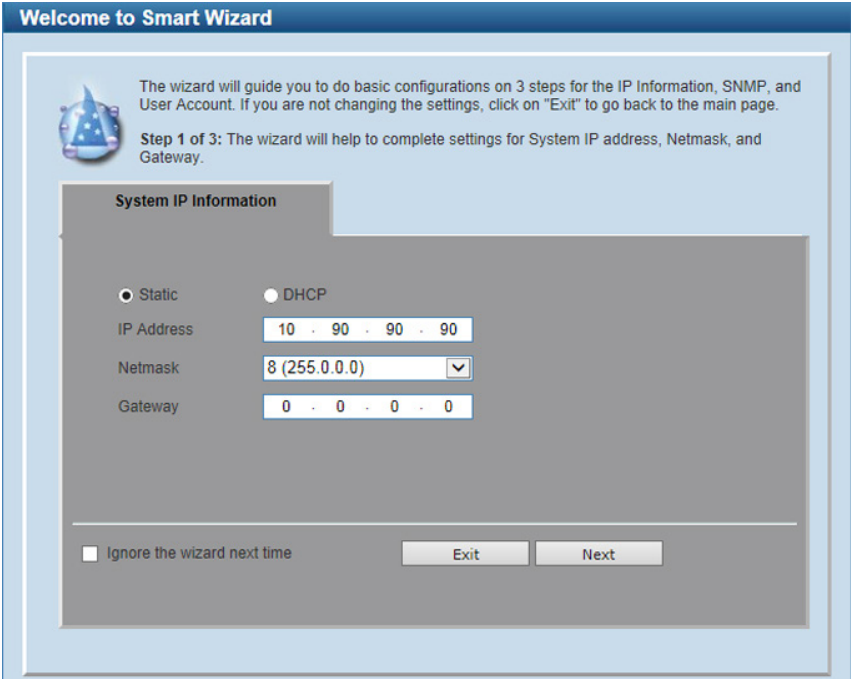 Welcome to Smart Wizard
The wizard will guide you to do basic configurations on 3 steps for the IP Information, SNMP, and
User Account. If you are not changing the settings, click on "Exit" to go back to the main page.
Step 1 of 3: The wizard will help to complete settings for System IP address, Netmask, and
Gateway.
System IP Information
Static DHCP
IP Address 10 . 90 . 90 . 90
Netmask 8 (255.0.0.0)
Gateway 0 . 0 . 0 . 0
Ignore the wizard next time Exit Next